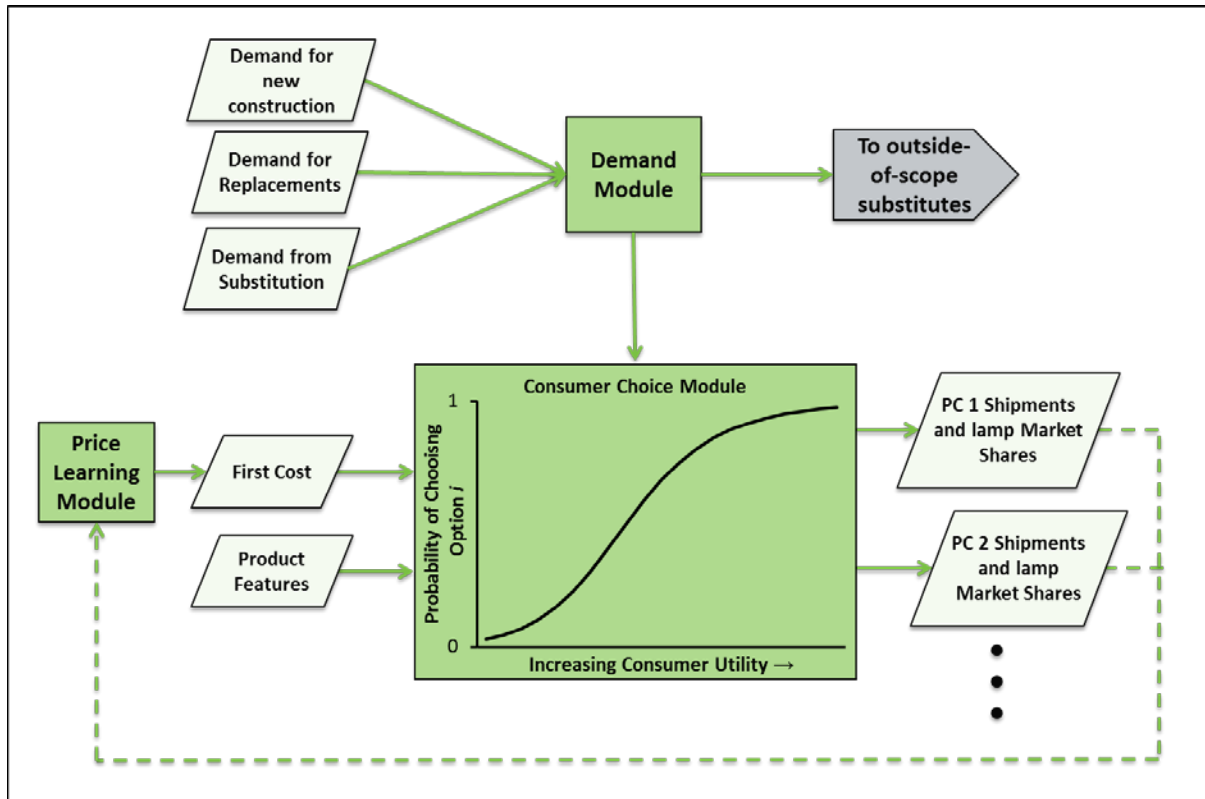 Demand for
new
construction
Demand for
Replacements
Demand from
Substitution
Demand
Module
To outside-
of-scope
substitutes
Price
Learning
Module
First Cost
Product
Features
Consumer Choice Module
1
0
Probability of Chooisng
Option j
Increasing Consumer Utility →
PC 1 Shipments
and lamp Market
Shares
PC 2 Shipments
and lamp
Market Shares